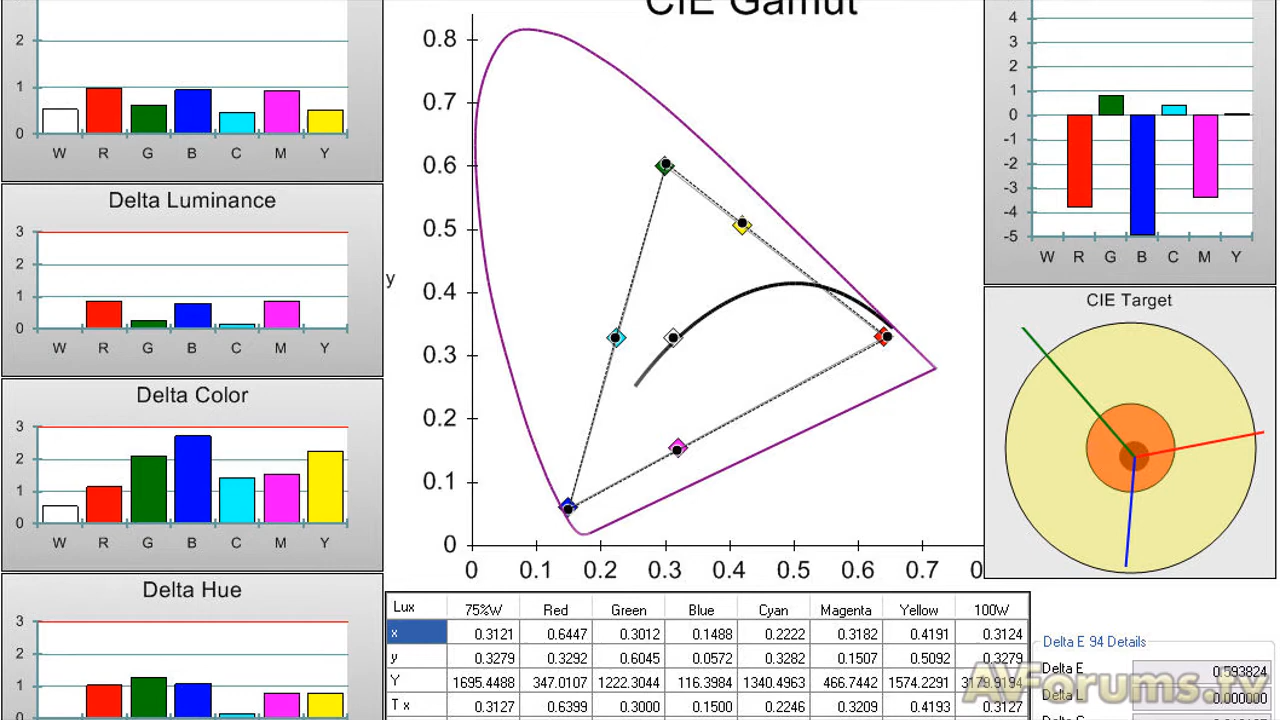 CIE Gamut
2
1
0
W R G B C M Y
Delta Luminance
3
2
1
0
W R G B C M Y
Delta Color
3
2
1
0
W R G B C M Y
Delta Hue
3
2
1
0
0.8
0.7
0.6
0.5
0.4
0.3
0.2
0.1
0
y
0 0.1 0.2 0.3 0.4 0.5 0.6 0.7 0
4
3
2
1
0
-1
-2
-3
-4
-5
W R G B C M Y
CIE Target
Lux 75%W Red Green Blue Cyan Magenta Yellow 100W
x 0.3121 0.6447 0.3012 0.1488 0.2222 0.3182 0.4191 0.3124
y 0.3279 0.3292 0.6045 0.0572 0.3282 0.1507 0.5092 0.3279
Y 1695.4488 347.0107 1222.3044 116.3984 1340.4963 466.7442 1574.2291 3179.9194
T x 0.3127 0.6399 0.3000 0.1500 0.2246 0.3209 0.4193 0.3127
Delta E 94 Details
Delta E 0.593824
Delta L 0.000000
AVForums.tv